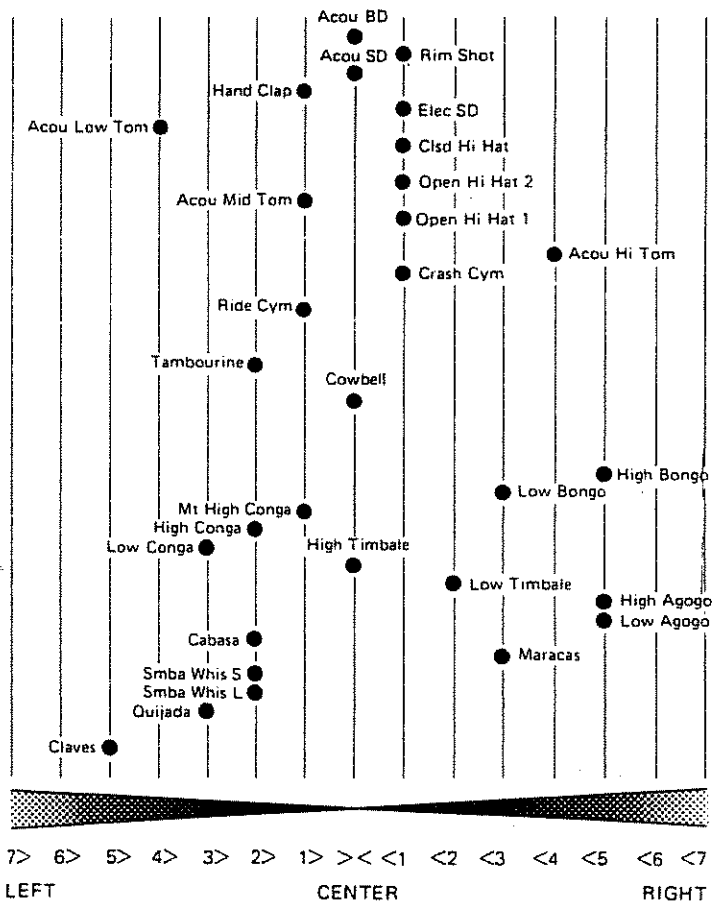 Acou BD
Acou SD
Rim Shot
Hand Clap
Elec SD
Acou Low Tom
Clsd Hi Hat
Open Hi Hat 2
Acou Mid Tom
Open Hi Hat 1
Acou Hi Tom
Crash Cym
Ride Cym
Tambourine
Cowbell
High Bongo
Low Bongo
Mt High Conga
High Conga
Low Conga
High Timbale
Low Timbale
High Agogo
Low Agogo
Cabasa
Maracas
Smba Whis S
Smba Whis L
Quijada
Claves
7> 6> 5> 4> 3> 2> 1> >< <1 <2 <3 <4 <5 <6 <7
LEFT CENTER RIGHT